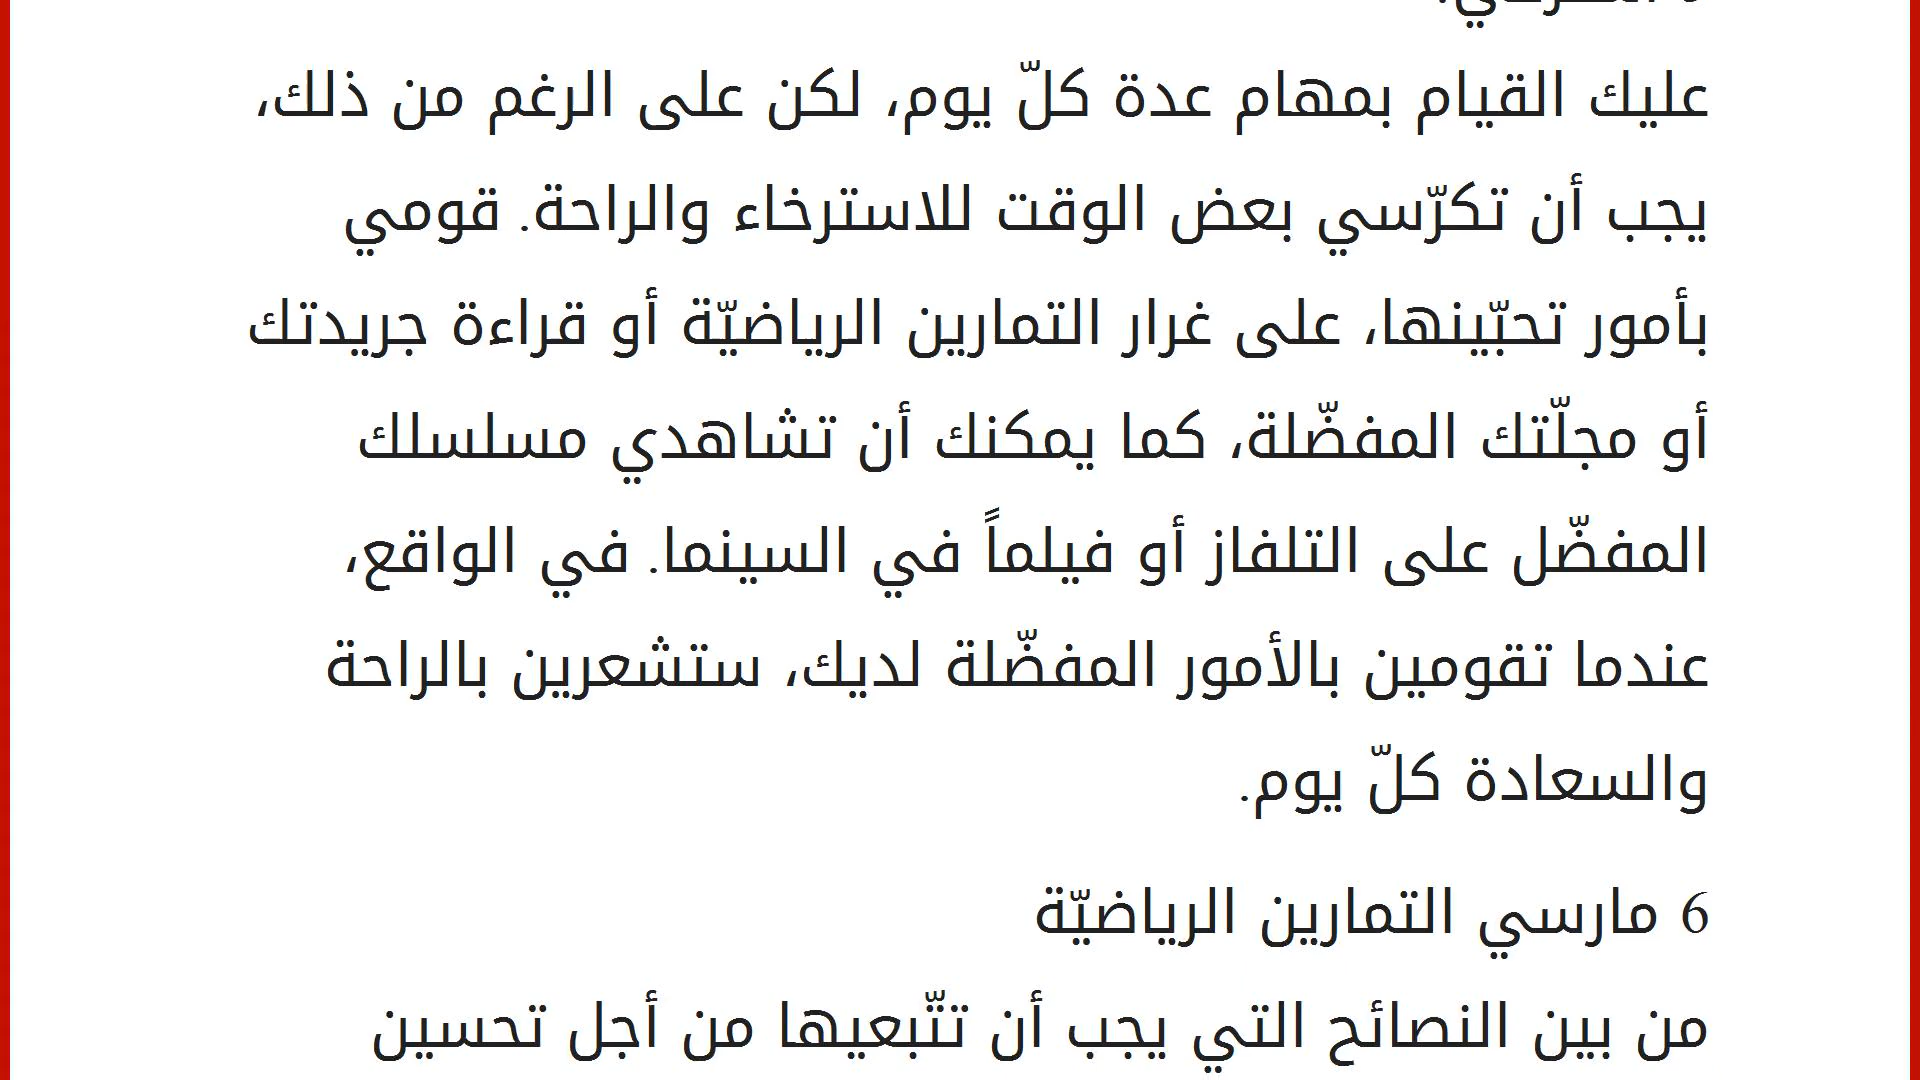 عليك القيام بمهام عدة كلّ يوم، لكن على الرغم من ذلك،
يجب أن تكرّسي بعض الوقت للاسترخاء والراحة. قومي
بأمور تحبّينها، على غرار التمارين الرياضيّة أو قراءة جريدتك
أو مجلّتك المفضّلة، كما يمكنك أن تشاهدي مسلسلك
المفضّل على التلفاز أو فيلماً في السينما. في الواقع،
عندما تقومين بالأمور المفضّلة لديك، ستشعرين بالراحة
والسعادة كلّ يوم.
6 مارسي التمارين الرياضيّة
من بين النصائح التي يجب أن تتّبعيها من أجل تحسين